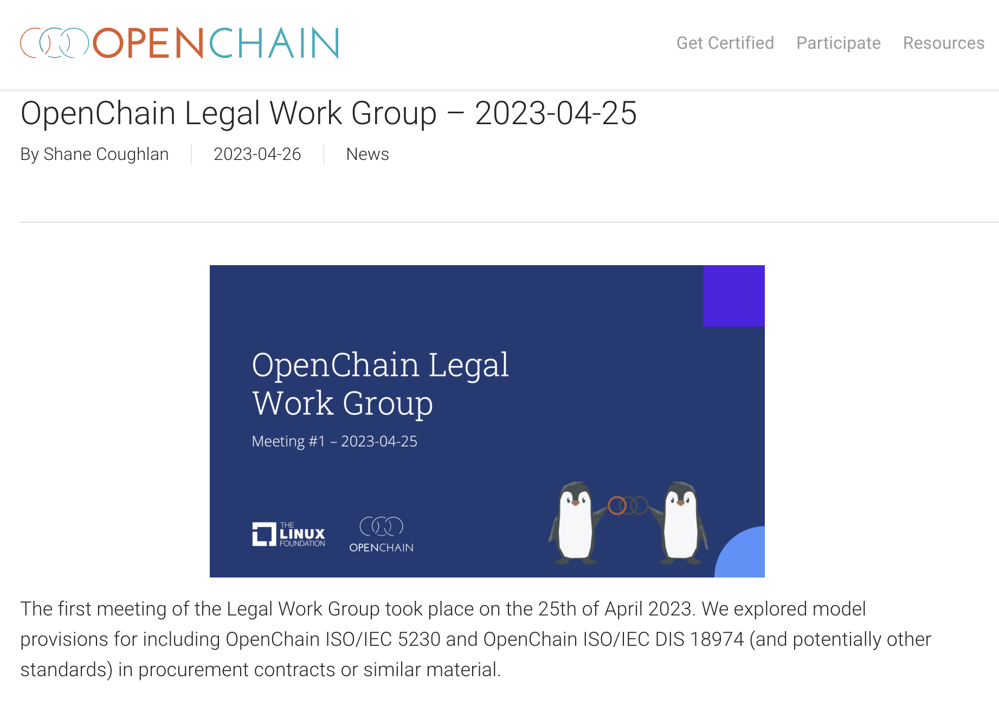 OPENCHAIN
Get Certified Participate Resources
OpenChain Legal Work Group – 2023-04-25
By Shane Coughlan 2023-04-26 News
OpenChain Legal
Work Group
Meeting #1 – 2023-04-25
THE
LINUX
FOUNDATION
OPENCHAIN
The first meeting of the Legal Work Group took place on the 25th of April 2023. We explored model
provisions for including OpenChain ISO/IEC 5230 and OpenChain ISO/IEC DIS 18974 (and potentially other
standards) in procurement contracts or similar material.